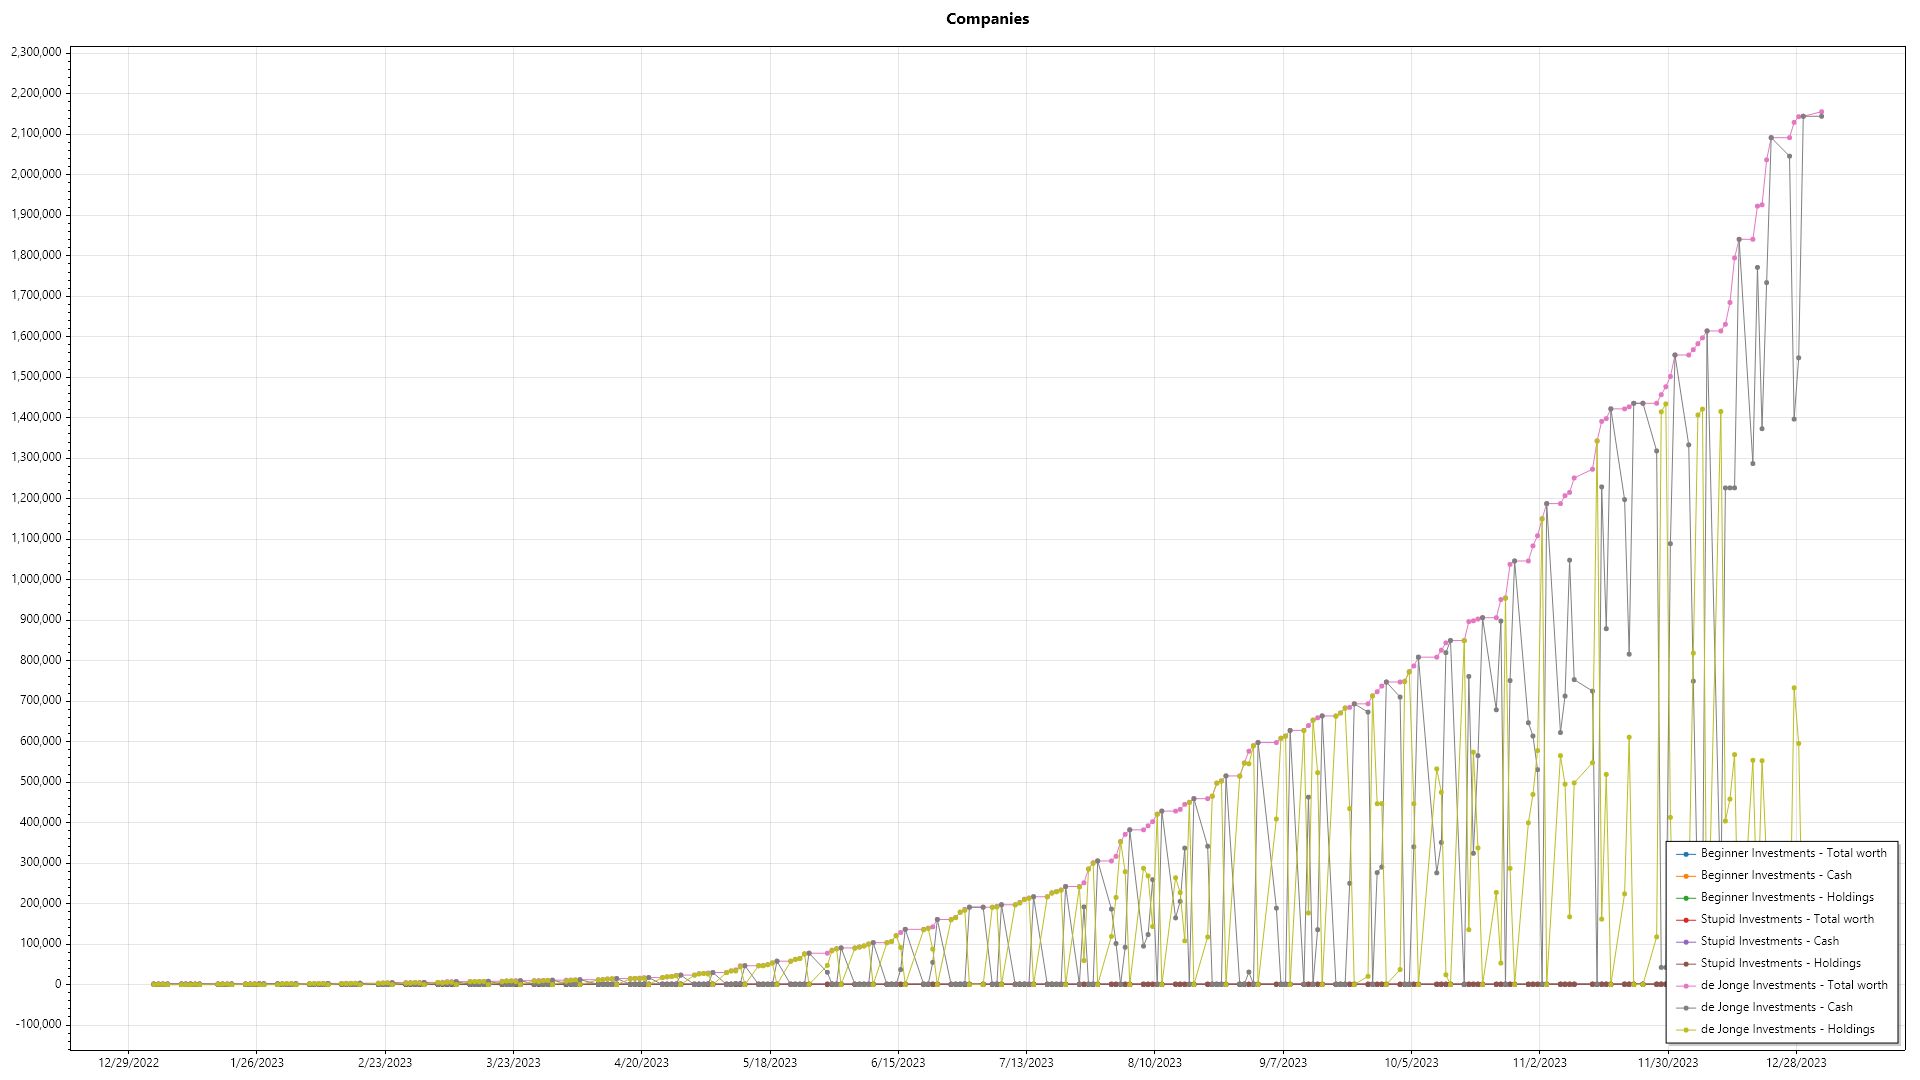 Companies
2,300,000
2,200,000
2,100,000
2,000,000
1,900,000
1,800,000
1,700,000
1,600,000
1,500,000
1,400,000
1,300,000
1,200,000
1,100,000
1,000,000
900,000
800,000
700,000
600,000
500,000
400,000
300,000
200,000
100,000
0
-100,000
Beginner Investments - Total worth
Beginner Investments - Cash
Beginner Investments - Holdings
Stupid Investments - Total worth
Stupid Investments - Cash
Stupid Investments - Holdings
de Jonge Investments - Total worth
de Jonge Investments - Cash
de Jonge Investments - Holdings
12/29/2022 1/26/2023 2/23/2023 3/23/2023 4/20/2023 5/18/2023 6/15/2023 7/13/2023 8/10/2023 9/7/2023 10/5/2023 11/2/2023 11/30/2023 12/28/2023